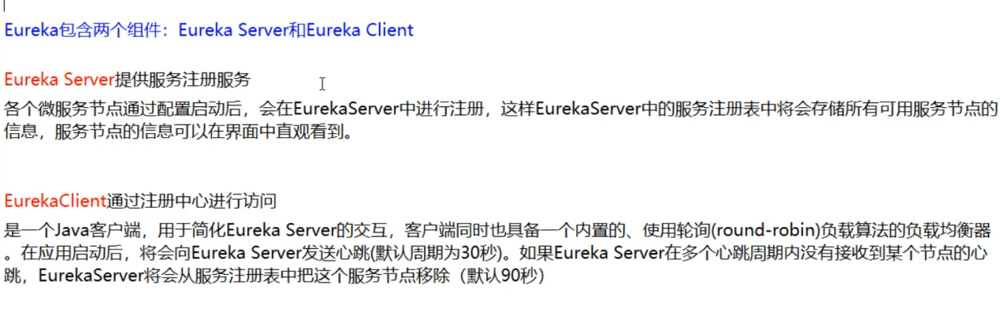 Eureka包含两个组件：Eureka Server和Eureka Client
Eureka Server提供服务注册服务
各个微服务节点通过配置启动后，会在EurekaServer中进行注册，这样EurekaServer中的服务注册表中将会存储所有可用服务节点的
信息，服务节点的信息可以在界面中直观看到。
EurekaClient通过注册中心进行访问
是一个Java客户端，用于简化Eureka Server的交互，客户端同时也具备一个内置的、使用轮询(round-robin)负载算法的负载均衡器
。在应用启动后，将会向Eureka Server发送心跳(默认周期为30秒)。如果Eureka Server在多个心跳周期内没有接收到某个节点的心
跳，EurekaServer将会从服务注册表中把这个服务节点移除（默认90秒）